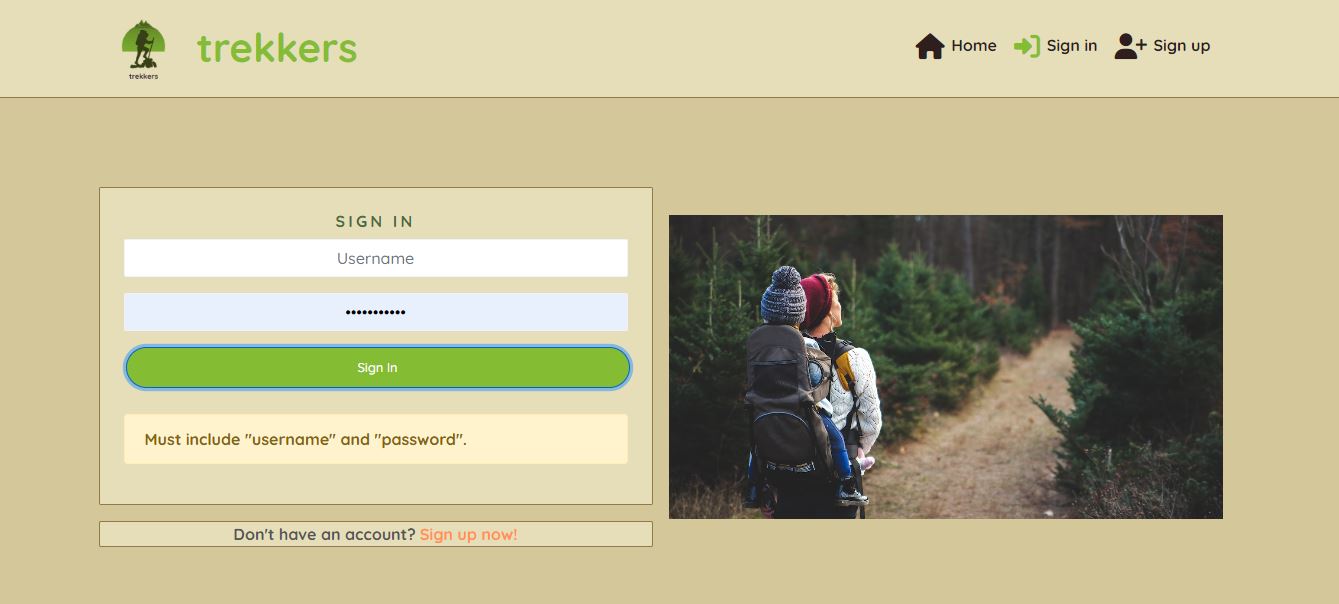 trekkers
trekkers
Home
Sign in
Sign up
SIGN IN
Username
•••••••••••
Sign In
Must include "username" and "password".
Don't have an account? Sign up now!